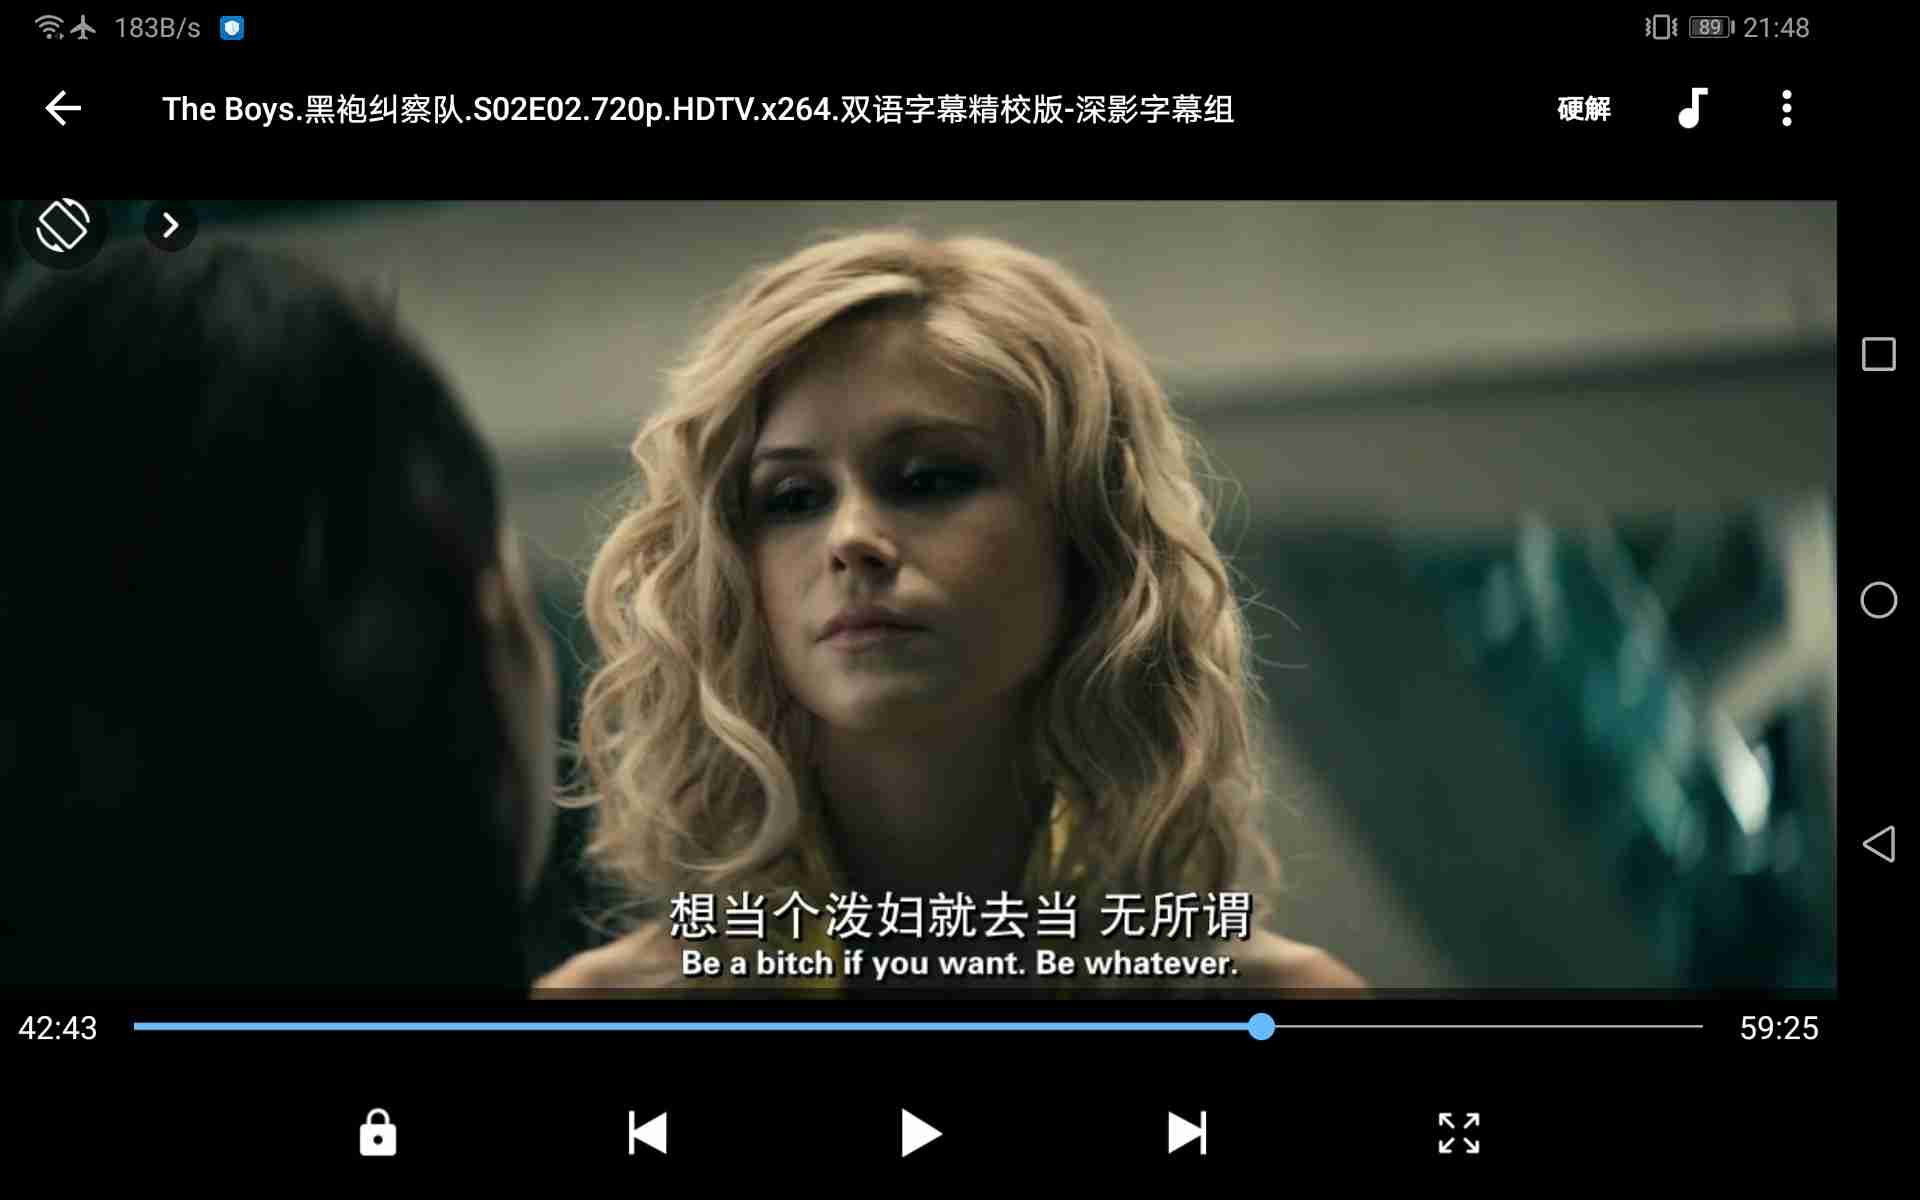 183B/s
89 21:48
The Boys.黑袍纠察队.S02E02.720p.HDTV.x264.双语字幕精校版-深影字幕组
硬解
想当个泼妇就去当 无所谓
Be a bitch if you want. Be whatever.
42:43
59:25